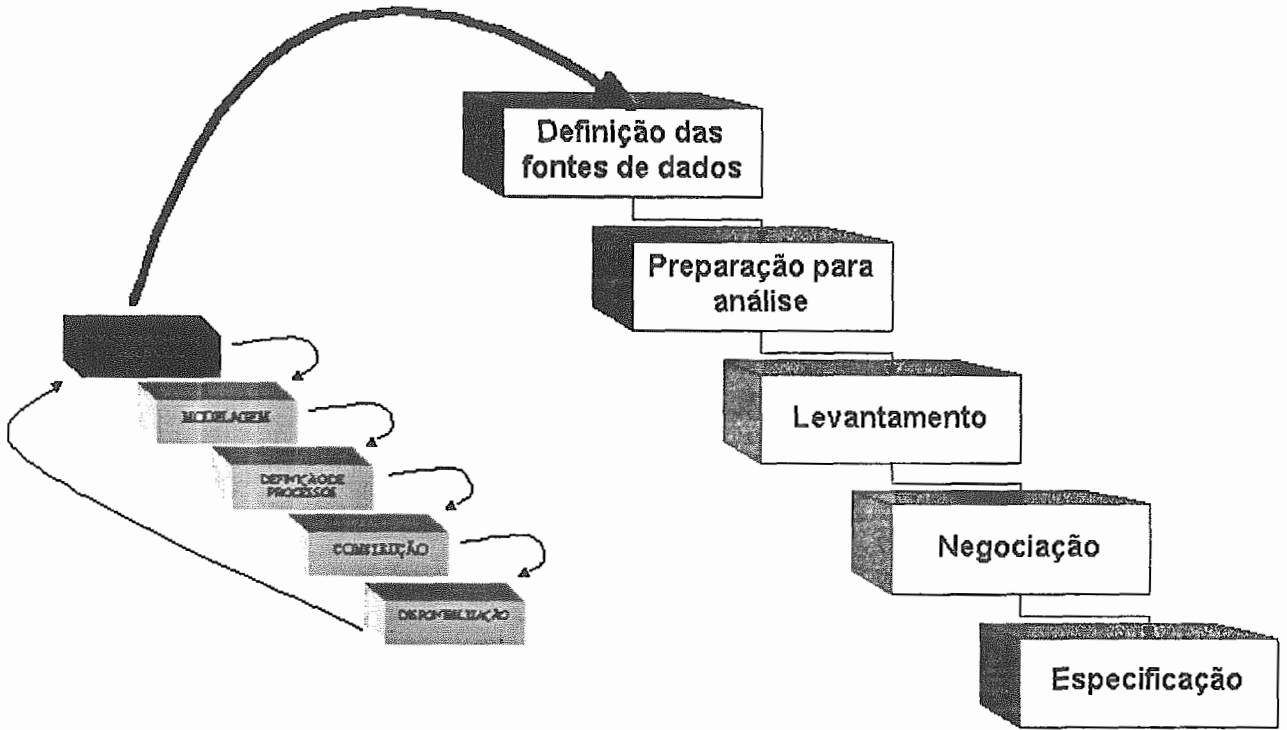 Definição das
fontes de dados
Preparação para
análise
Levantamento
Negociação
Especificação
MODELAGEM
DEFINIÇÃO DE
PROCESSOS
CONSTRUÇÃO
DISPONIBILIZAÇÃO